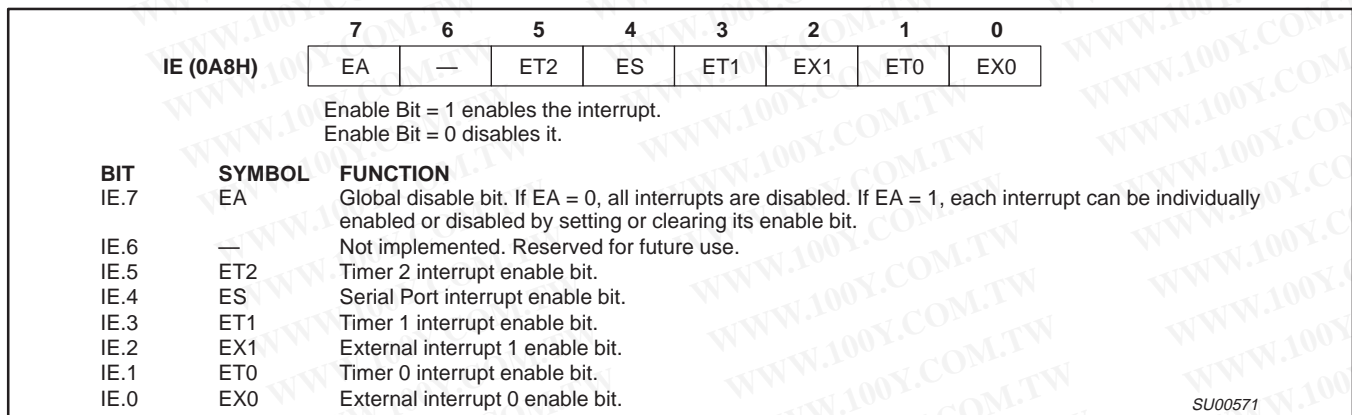 7 6 5 4 3 2 1 0
IE (0A8H) EA — ET2 ES ET1 EX1 ET0 EX0
Enable Bit = 1 enables the interrupt.
Enable Bit = 0 disables it.
BIT SYMBOL FUNCTION
IE.7 EA Global disable bit. If EA = 0, all interrupts are disabled. If EA = 1, each interrupt can be individually
enabled or disabled by setting or clearing its enable bit.
IE.6 — Not implemented. Reserved for future use.
IE.5 ET2 Timer 2 interrupt enable bit.
IE.4 ES Serial Port interrupt enable bit.
IE.3 ET1 Timer 1 interrupt enable bit.
IE.2 EX1 External interrupt 1 enable bit.
IE.1 ET0 Timer 0 interrupt enable bit.
IE.0 EX0 External interrupt 0 enable bit.
SU00571
WWW.100Y.COM.TW